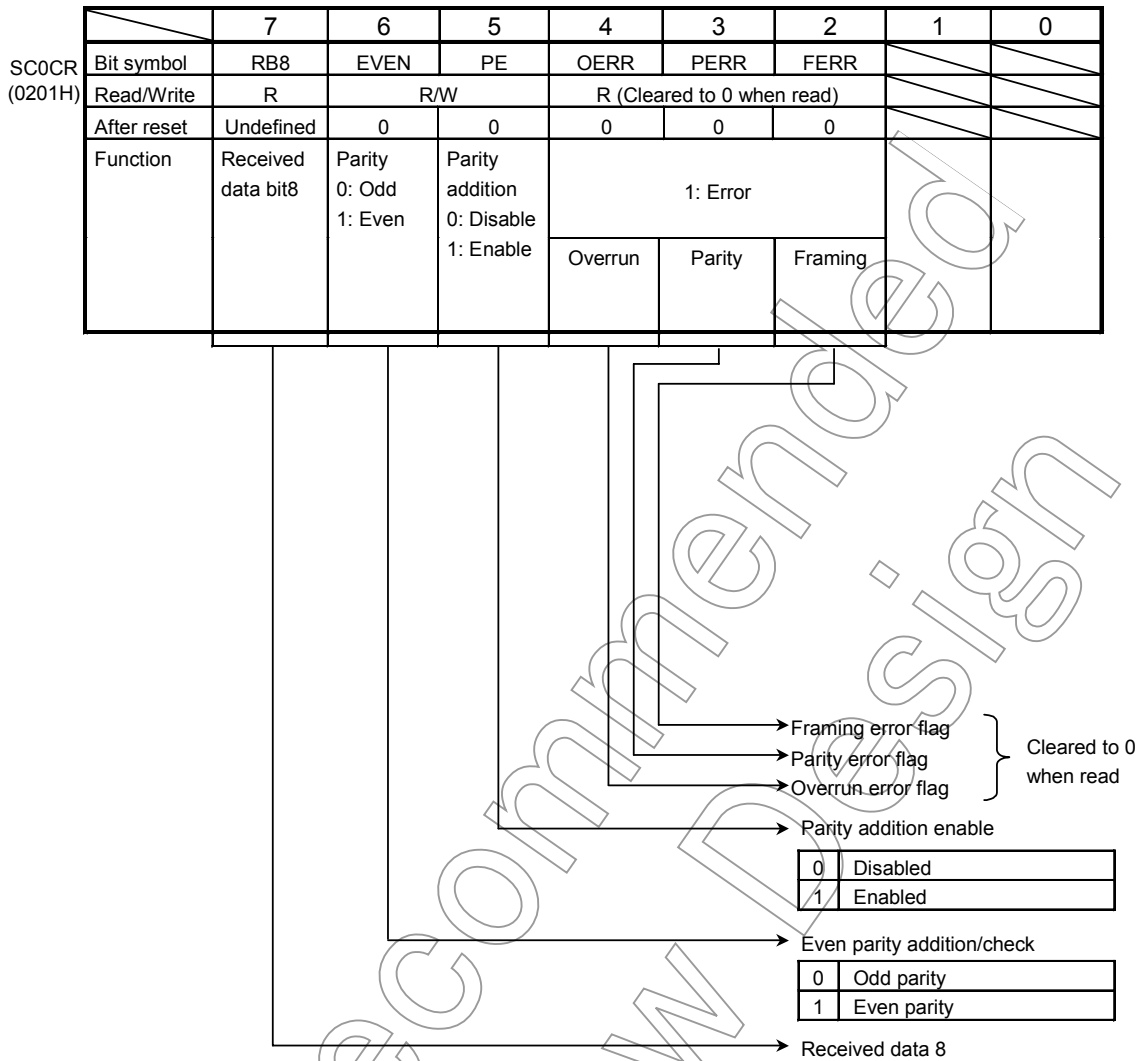 7 6 5 4 3 2 1 0
SC0CR
(0201H)
Bit symbol RB8 EVEN PE OERR PERR FERR
Read/Write R R/W R (Cleared to 0 when read)
After reset Undefined 0 0 0 0 0
Function Received Parity Parity
data bit8 0: Odd addition 1: Error
1: Even 0: Disable
1: Enable Overrun Parity Framing
Framing error flag
Parity error flag
Overrun error flag
Cleared to 0
when read
Parity addition enable
0 Disabled
1 Enabled
Even parity addition/check
0 Odd parity
1 Even parity
Received data 8
ecommended
w Design